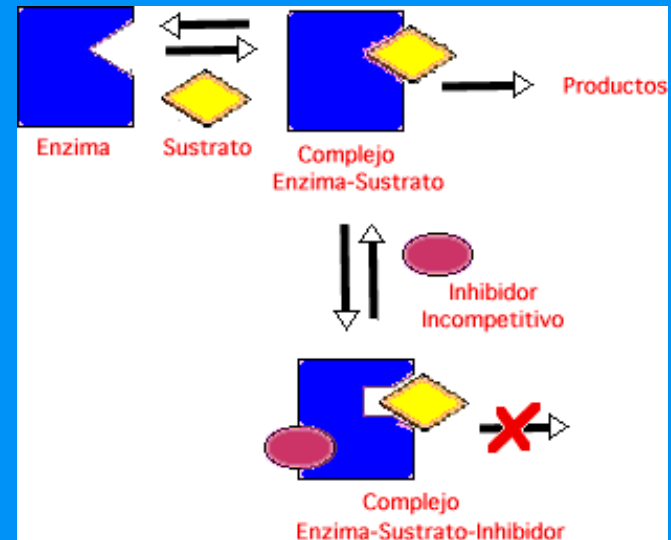 Productos
Enzima
Sustrato
Complejo
Enzima-Sustrato
Inhibidor
Incompetitivo
Complejo
Enzima-Sustrato-Inhibidor